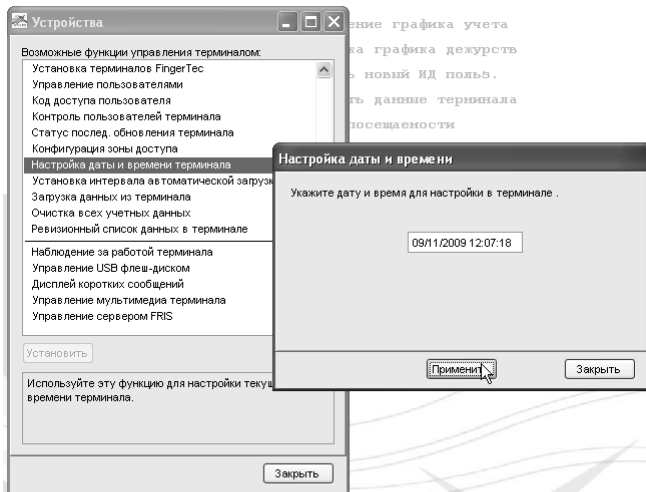 Устройства
Возможные функции управления терминалом:
Установка терминалов FingerTec
Управление пользователями
Код доступа пользователя
Контроль пользователей терминала
Статус послед. обновления терминала
Конфигурация зоны доступа
Настройка даты и времени терминала
Установка интервала автоматической загрузк
Загрузка данных из терминала
Очистка всех учетных данных
Ревизионный список данных в терминале
Наблюдение за работой терминала
Управление USB флеш-диском
Дисплей коротких сообщений
Управление мультимедиа терминала
Управление сервером FRIS
Установить
Используйте эту функцию для настройки текущ
времени терминала.
Закрыть
ение графика учета
ка графика дежурств
ь новый ИД польз.
ть данные терминала
посещаемости
Настройка даты и времени
Укажите дату и время для настройки в терминале .
09/11/2009 12:07:18
Применит
Закрыть